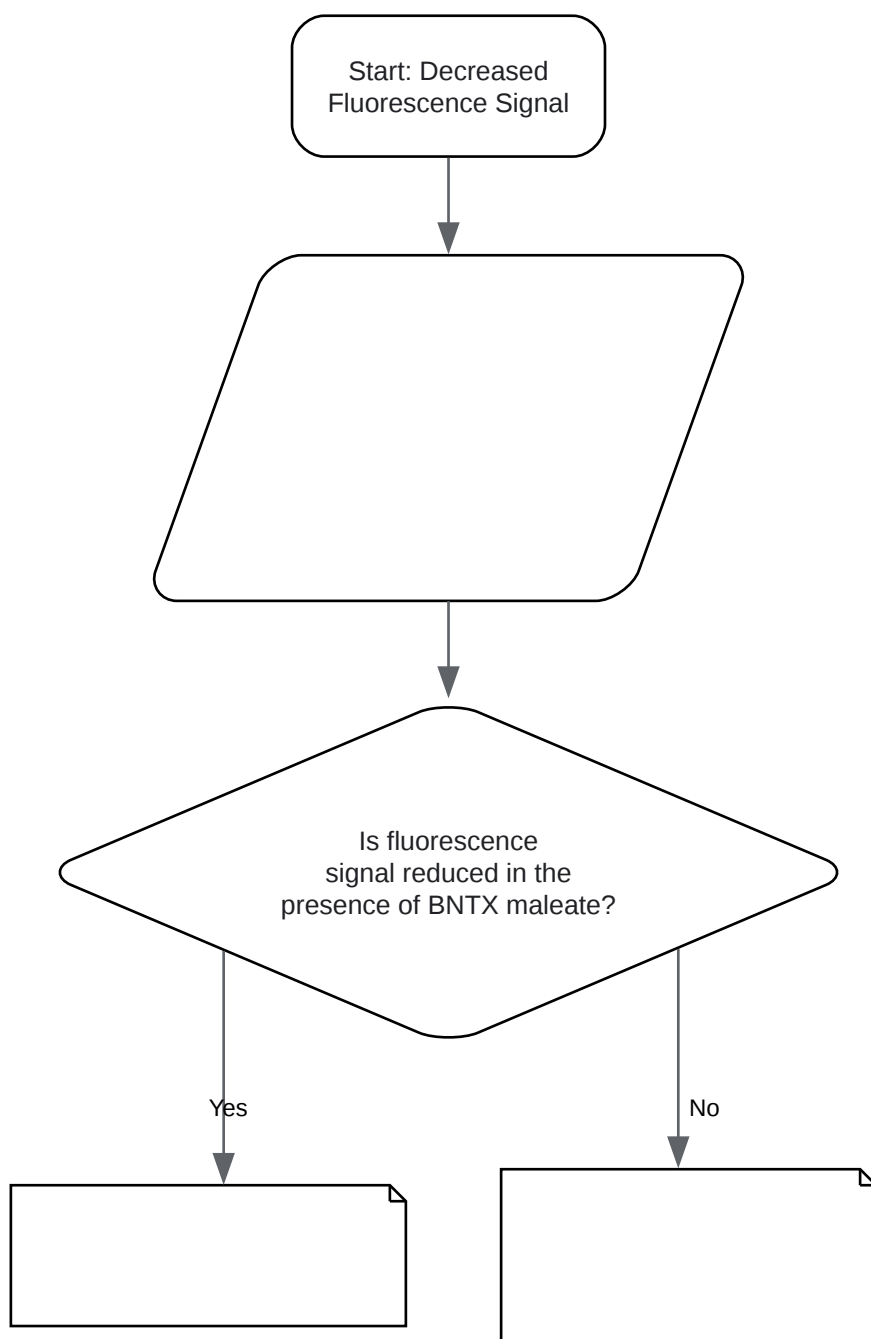 Start: Decreased
Fluorescence Signal
Is fluorescence
signal reduced in the
presence of BNTX maleate?
Yes
No